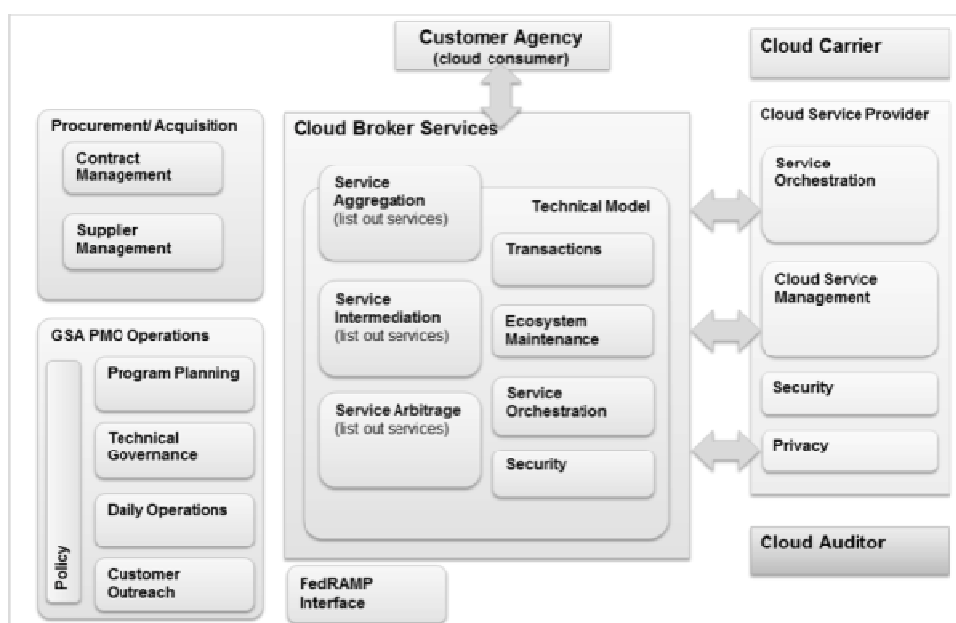 Customer Agency
(cloud consumer)
Cloud Carrier
Procurement/ Acquisition
Contract
Management
Supplier
Management
GSA PMC Operations
Policy
Program Planning
Technical
Governance
Daily Operations
Customer
Outreach
Cloud Broker Services
Service
Aggregation
(list out services)
Service
Intermediation
(list out services)
Service Arbitrage
(list out services)
Technical Model
Transactions
Ecosystem
Maintenance
Service
Orchestration
Security
FedRAMP
Interface
Cloud Service Provider
Service
Orchestration
Cloud Service
Management
Security
Privacy
Cloud Auditor